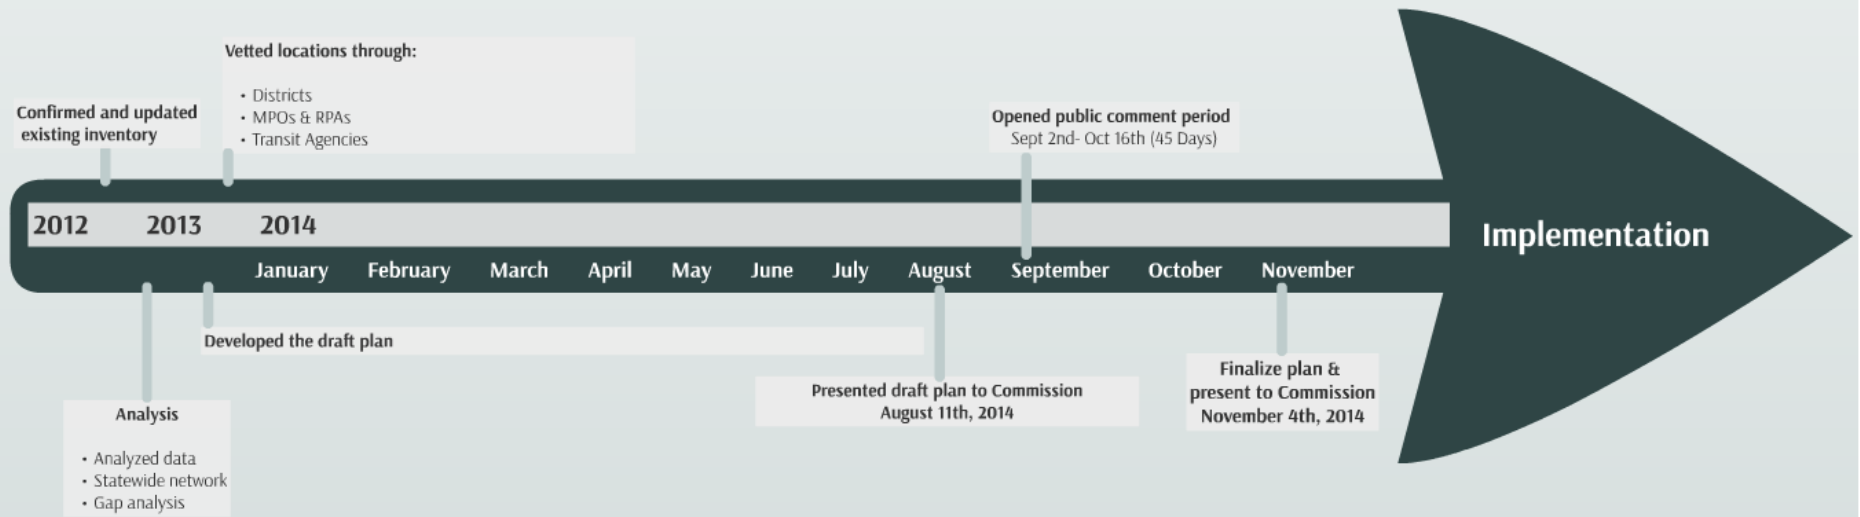 Vetted locations through:
• Districts
• MPOs & RPAs
• Transit Agencies
Confirmed and updated
existing inventory
Opened public comment period
Sept 2nd- Oct 16th (45 Days)
2012 2013 2014
Implementation
January February March April May June July August September October November
Developed the draft plan
Analysis
• Analyzed data
• Statewide network
• Gap analysis
Presented draft plan to Commission
August 11th, 2014
Finalize plan &
present to Commission
November 4th, 2014